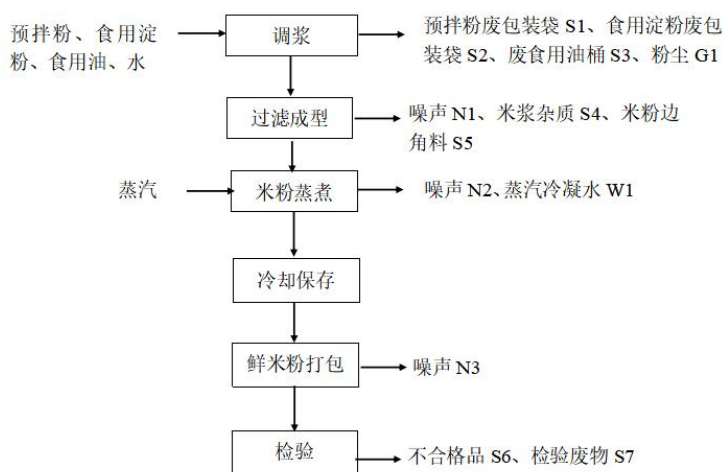 预拌粉、食用淀
粉、食用油、水
调浆
预拌粉废包装袋 S1、食用淀粉废包
装袋 S2、废食用油桶 S3、粉尘 G1
过滤成型
噪声 N1、米浆杂质 S4、米粉边
角料 S5
蒸汽
米粉蒸煮
噪声 N2、蒸汽冷凝水 W1
冷却保存
鲜米粉打包
噪声 N3
检验
不合格品 S6、检验废物 S7